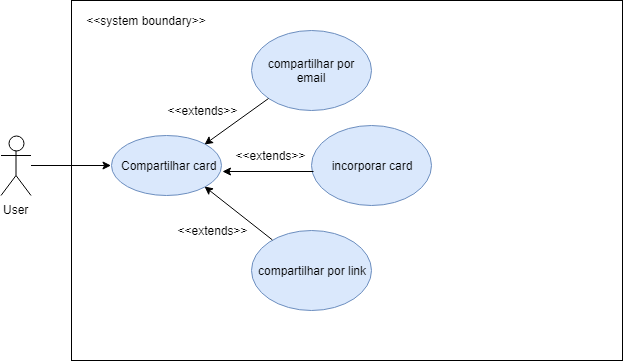 <<system boundary>>
compartilhar por
email
<<extends>>
Compartilhar card
<<extends>>
incorporar card
User
<<extends>>
compartilhar por link